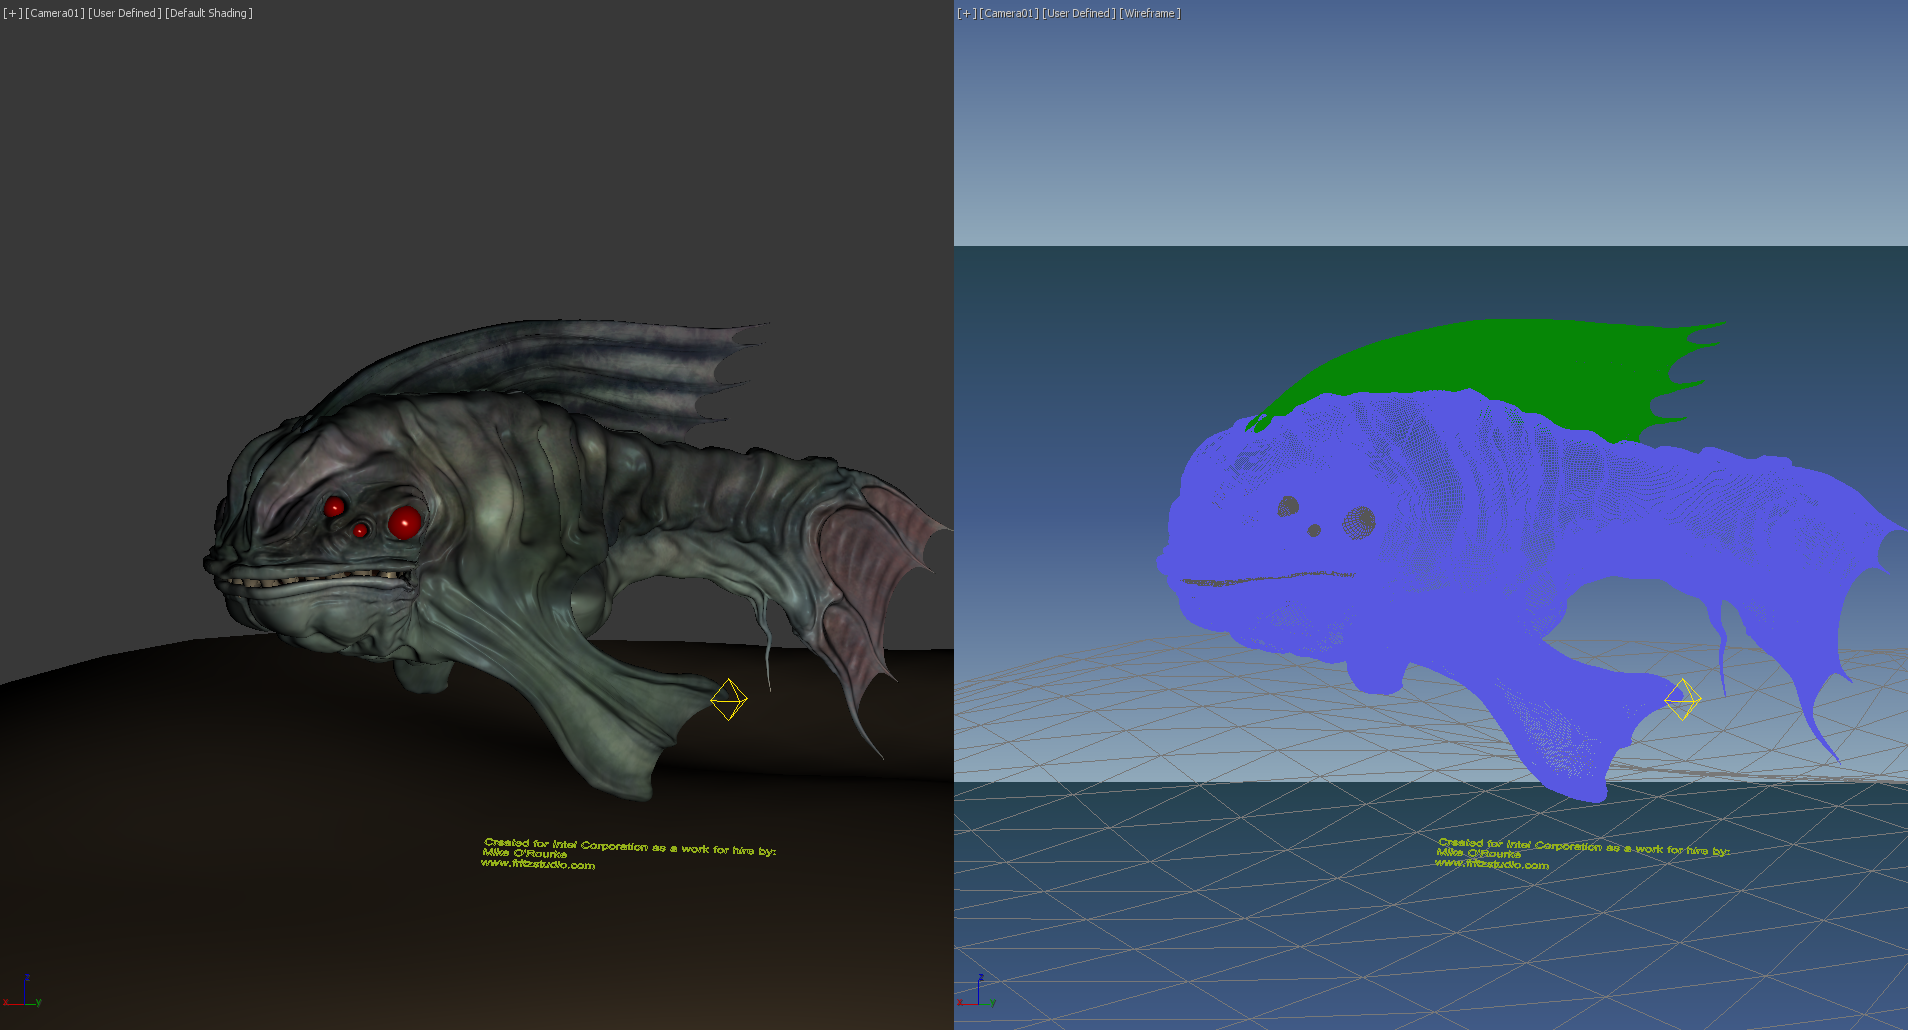 [+] [Camera01] [User Defined] [Default Shading]
[+] [Camera01] [User Defined] [Wireframe]
Created for Intel Corporation as a work for hire by:
Mike O'Rourke
www.fritzstudio.com
Created for Intel Corporation as a work for hire by:
Mike O'Rourke
www.fritzstudio.com
z
x
y
z
x
y